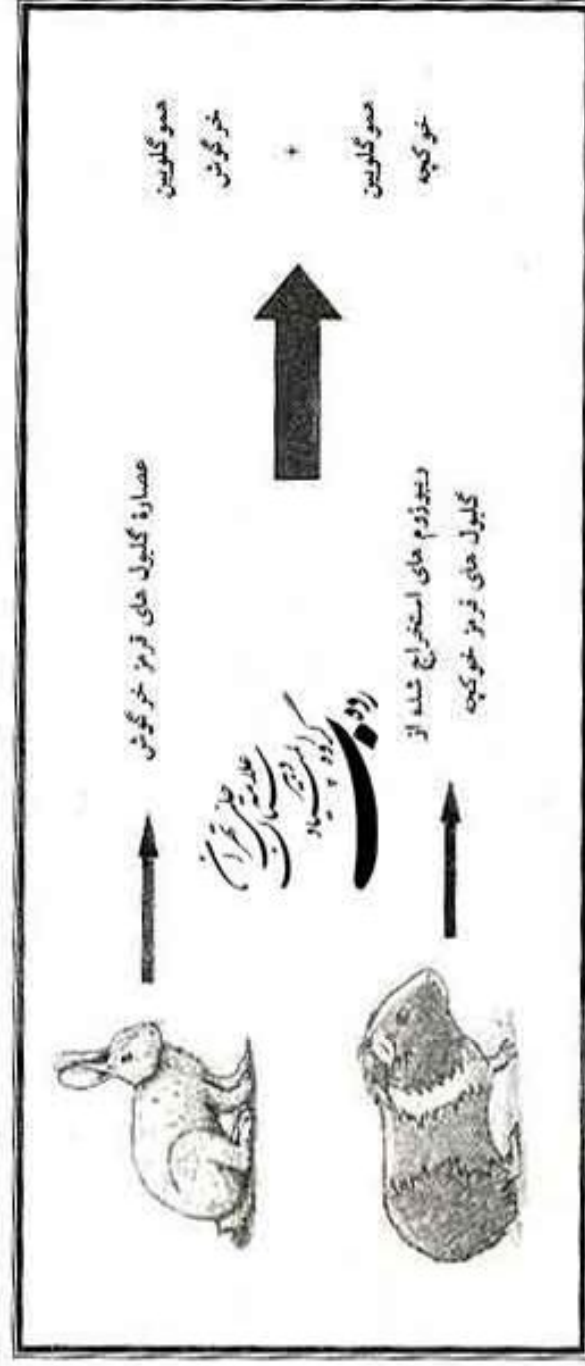 عصارهٔ گلبول های قرمز خرگوش
هموگلوبین
خرگوش
+
هموگلوبین
خوکچه
ریبوزوم های استخراج شده از
گلبول های قرمز خوکچه